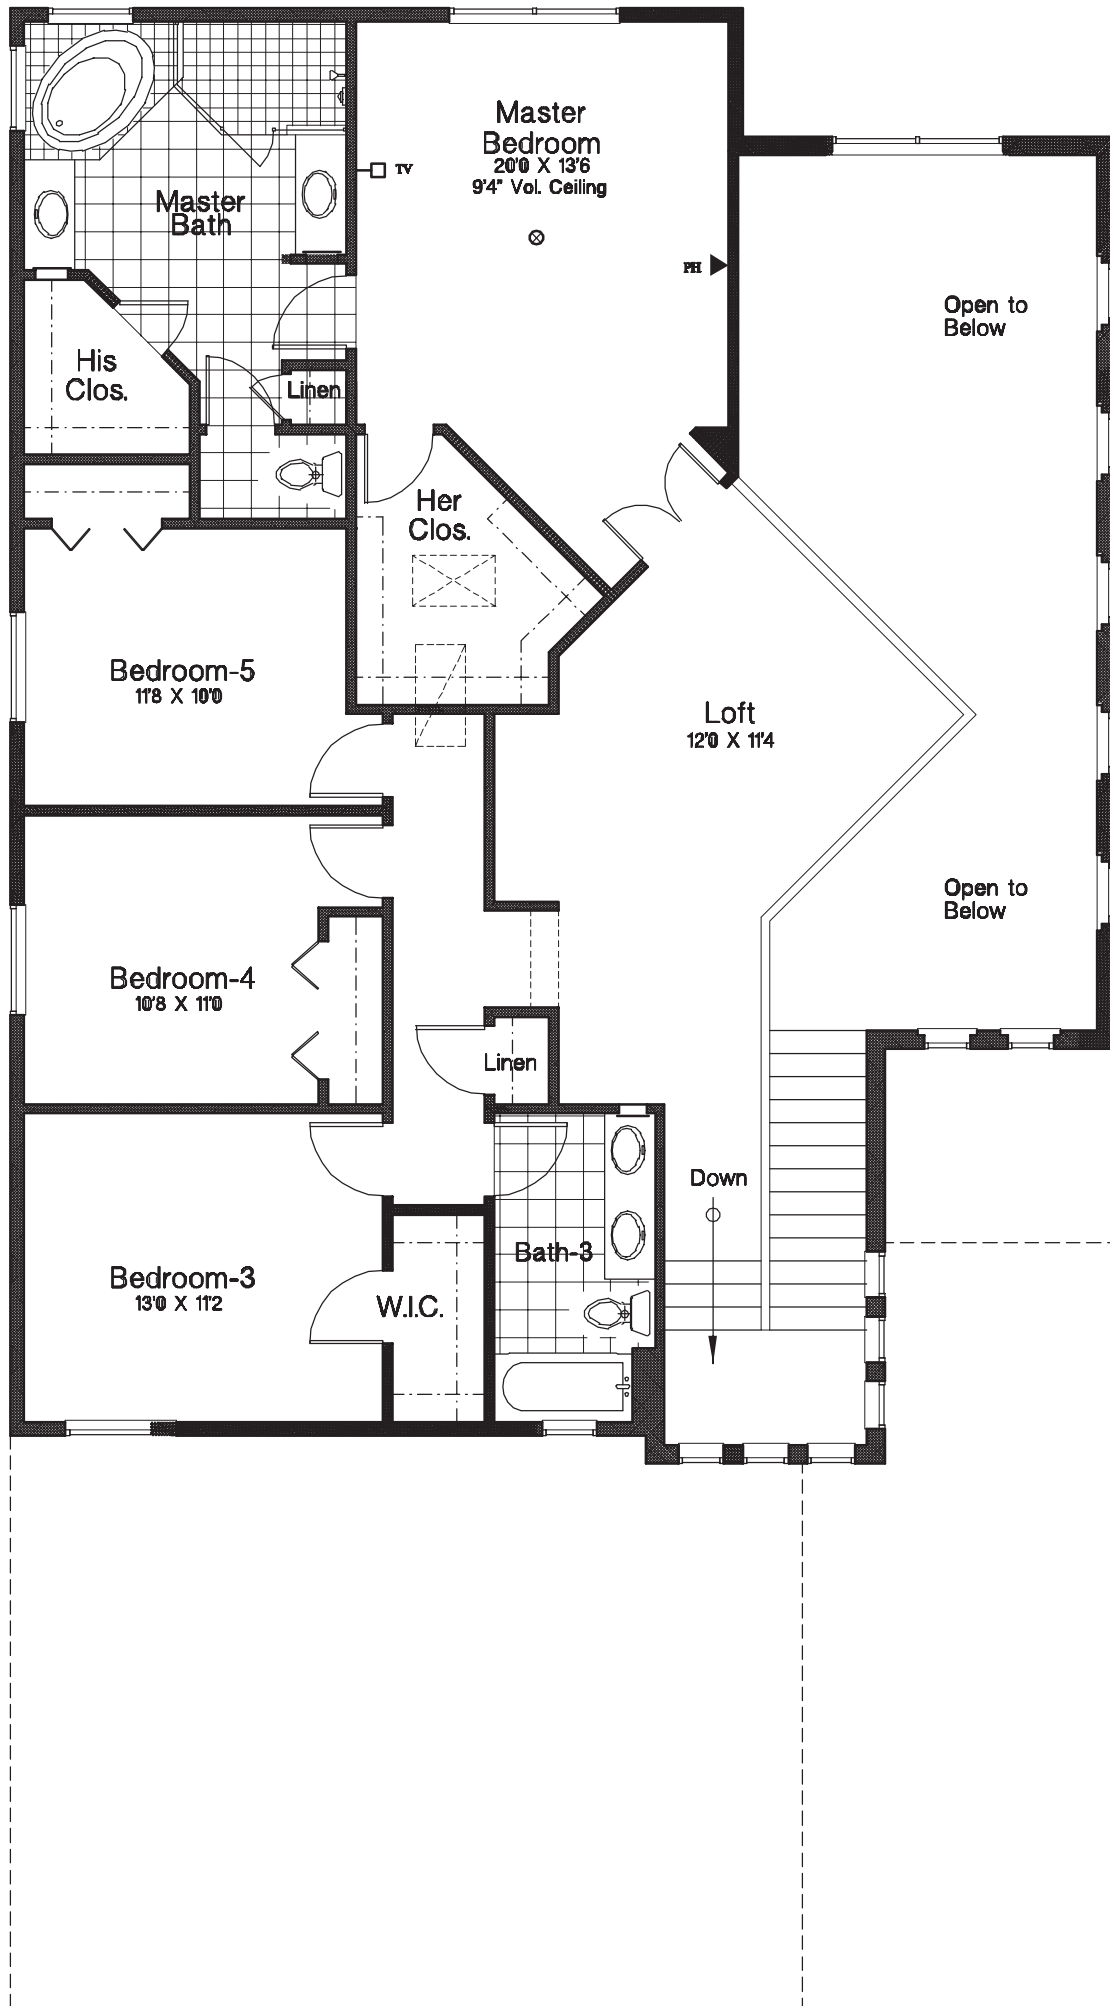 Master
Bedroom
20'0 X 13'6
9'4" Vol. Ceiling
TV
Master
Bath
PH
Open to
Below
His
Clos.
Linen
Her
Clos.
Bedroom-5
11'8 X 10'0
Loft
12'0 X 11'4
Open to
Below
Bedroom-4
10'8 X 11'0
Linen
Down
Bath-3
Bedroom-3
13'0 X 11'2
W.I.C.